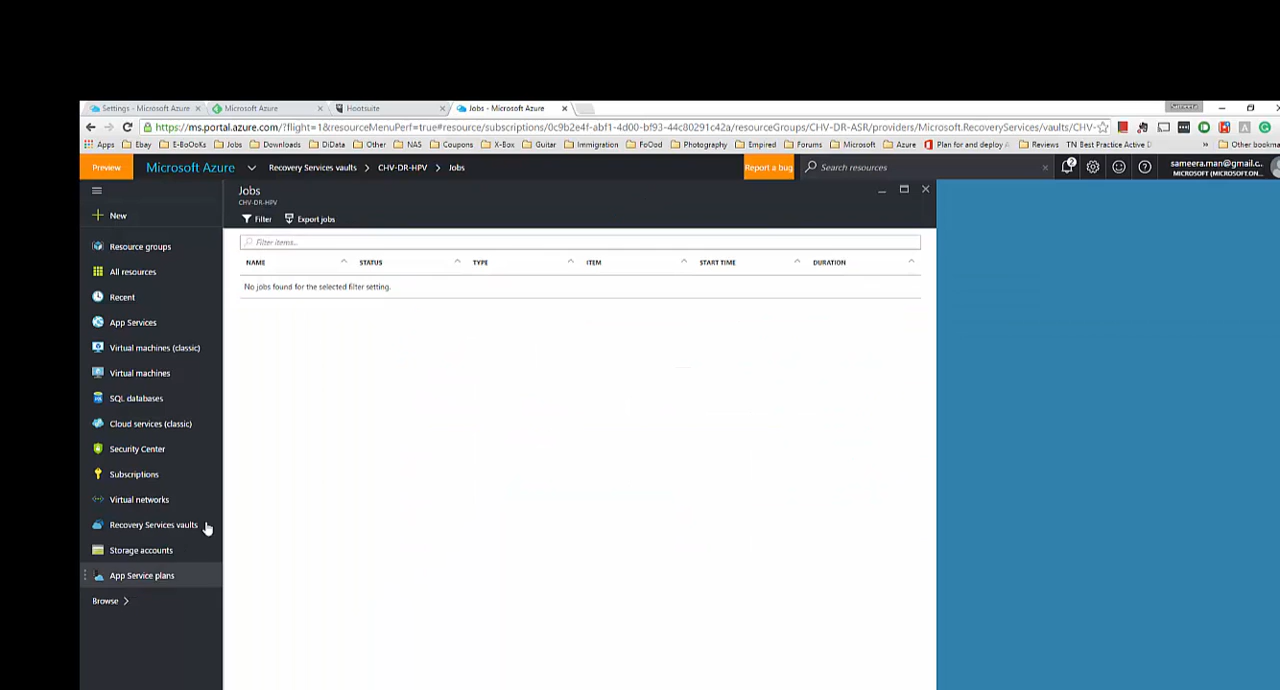 Settings - Microsoft Azure
Microsoft Azure
Hootsuite
Jobs - Microsoft Azure
Sameera
https://ms.portal.azure.com/?flight=1&resourceMenuPerf=true#resource/subscriptions/0c9b2e4f-abf1-4d00-bf93-44c80291c42a/resourceGroups/CHV-DR-ASR/providers/Microsoft.RecoveryServices/vaults/CHV-
Apps Ebay E-BoOKs Jobs Downloads DiData Other NAS Coupons X-Box Guitar Immigration FoOod Photography Empired Forums Microsoft Azure Plan for and deploy Reviews TN Best Practice Active D » Other bookma
Preview Microsoft Azure Recovery Services vaults > CHV-DR-HPV > Jobs Report a bug Search resources 2 sameera.man@gmail.c..
MICROSOFT (MICROSOFT.ON...
Jobs
CHV-DR-HPV
Filter Export jobs
Filter items...
NAME STATUS TYPE ITEM START TIME DURATION
No jobs found for the selected filter setting.
New
Resource groups
All resources
Recent
App Services
Virtual machines (classic)
Virtual machines
SQL databases
Cloud services (classic)
Security Center
Subscriptions
Virtual networks
Recovery Services vaults
Storage accounts
App Service plans
Browse >